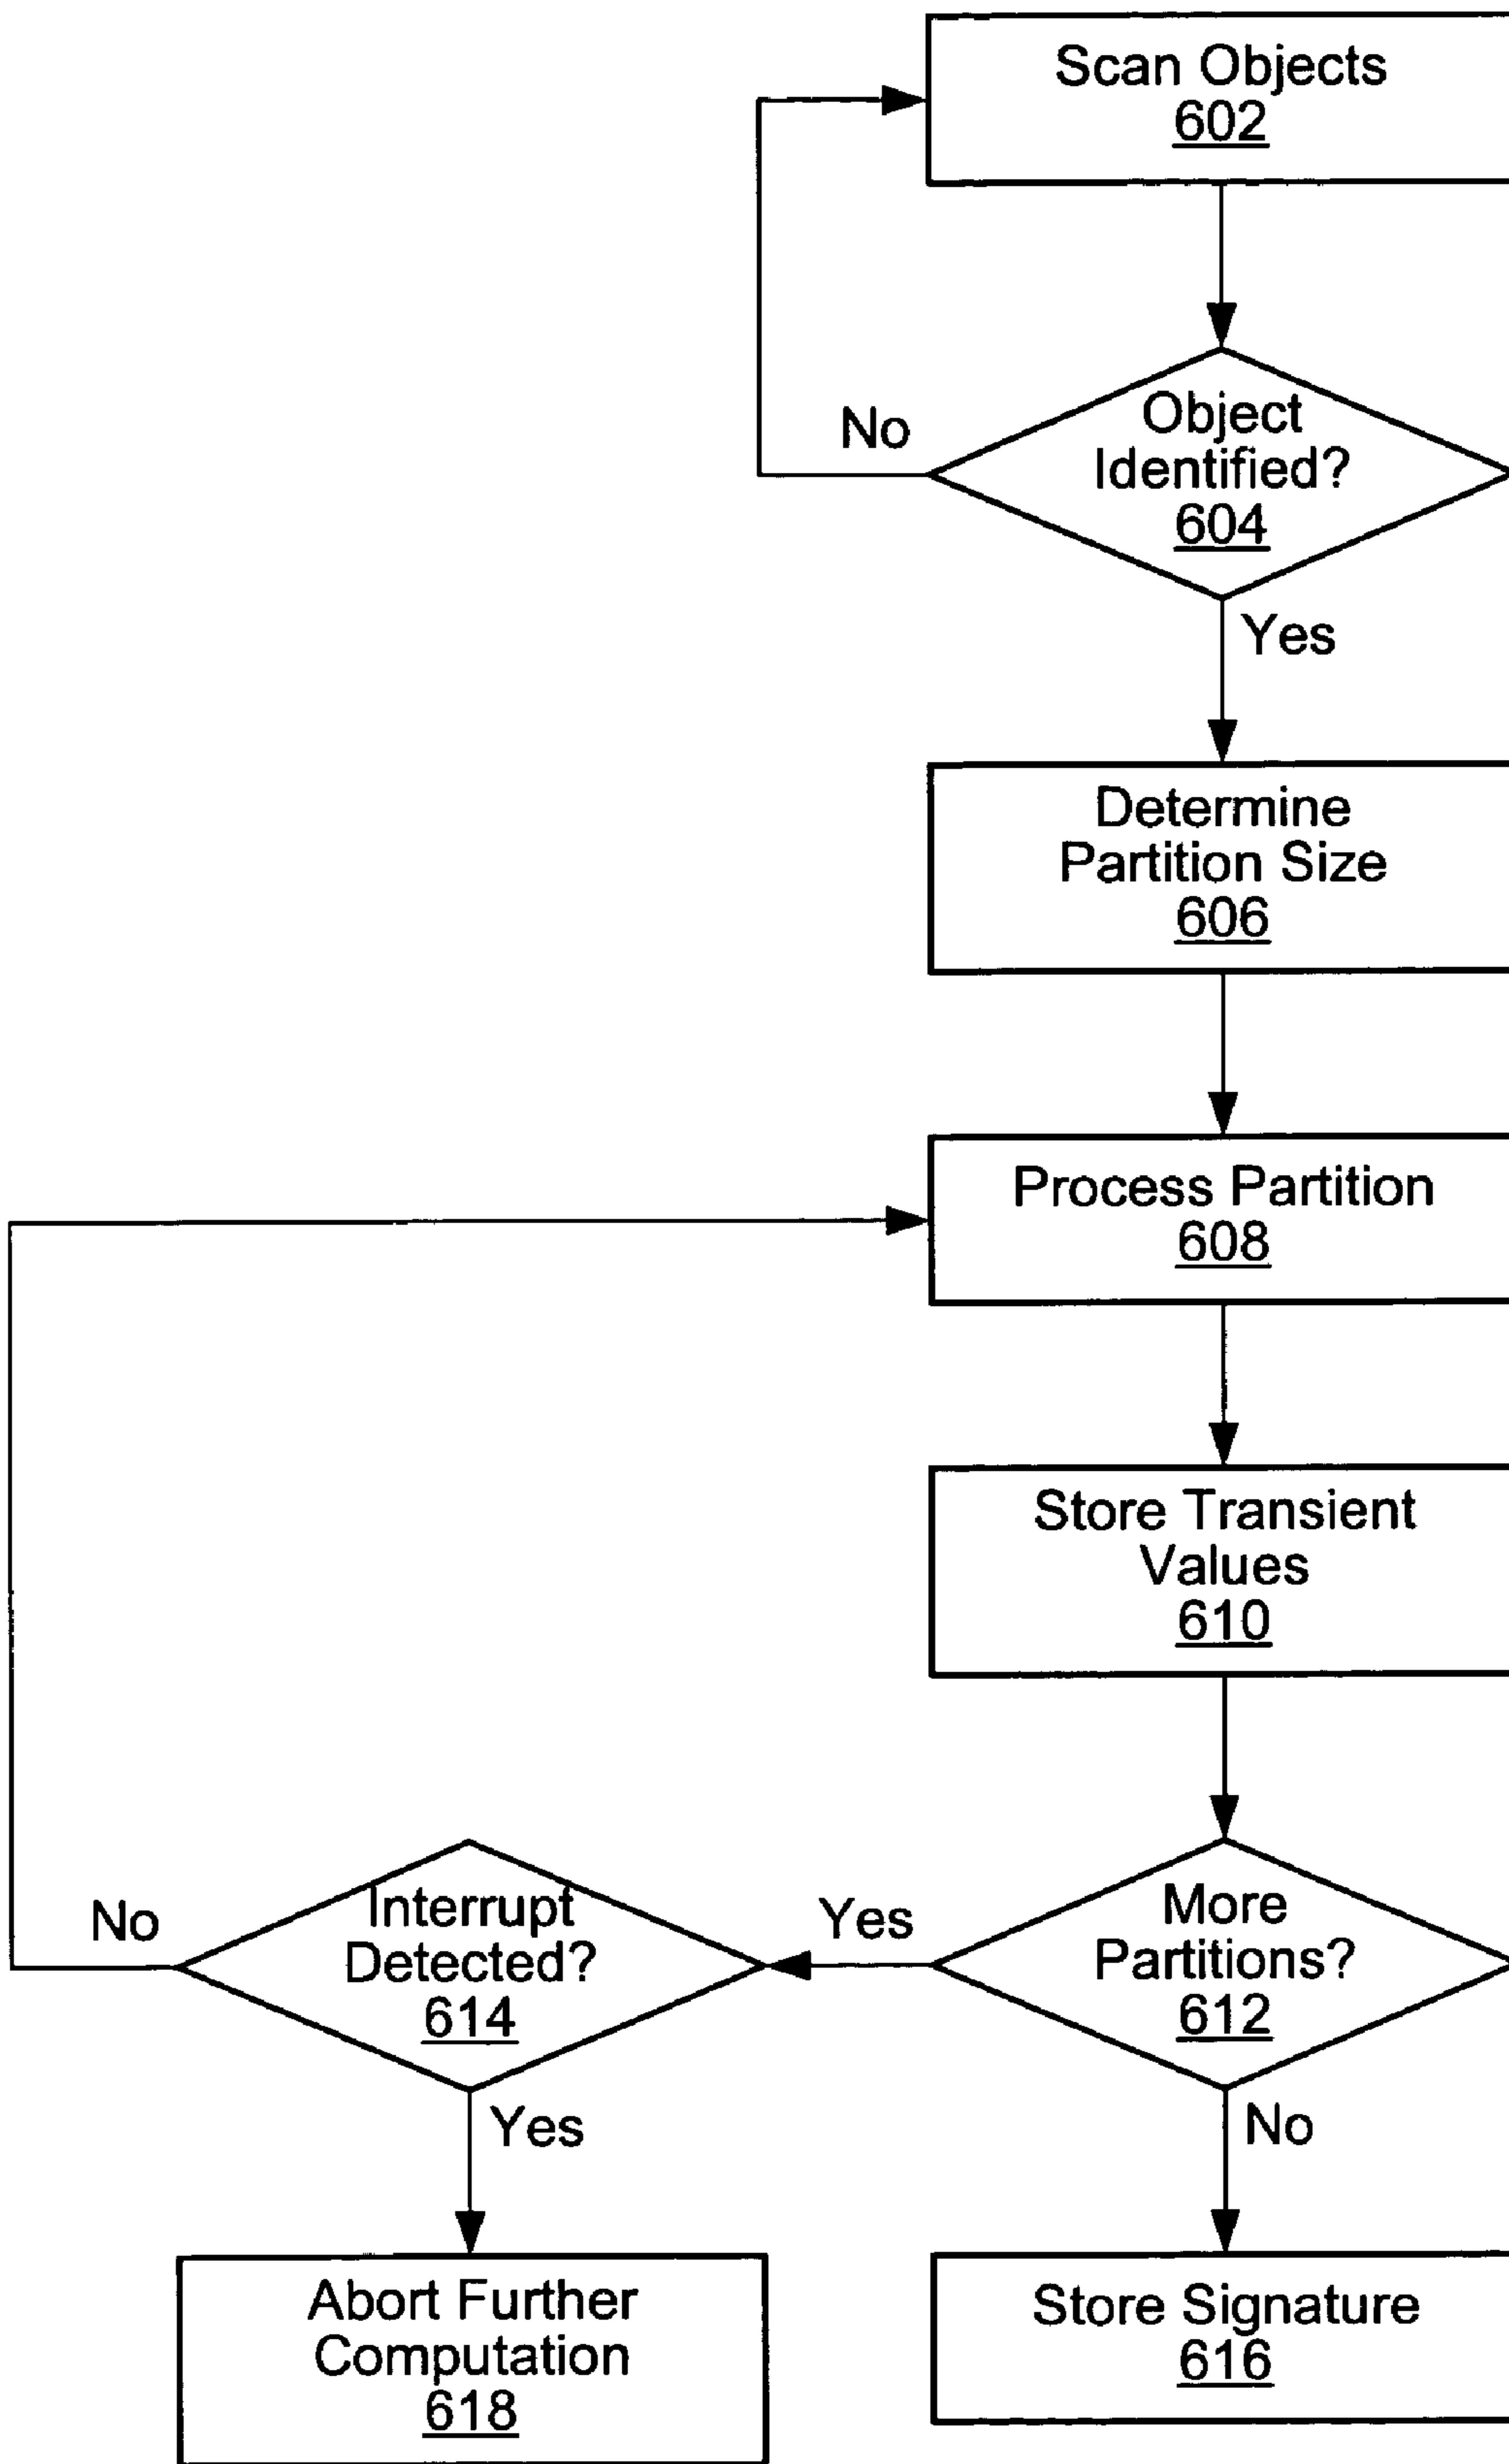 Scan Objects
602
No
Object
Identified?
604
Yes
Determine
Partition Size
606
Process Partition
608
Store Transient
Values
610
No
Interrupt
Detected?
614
Yes
More
Partitions?
612
Yes
No
Abort Further
Computation
618
Store Signature
616